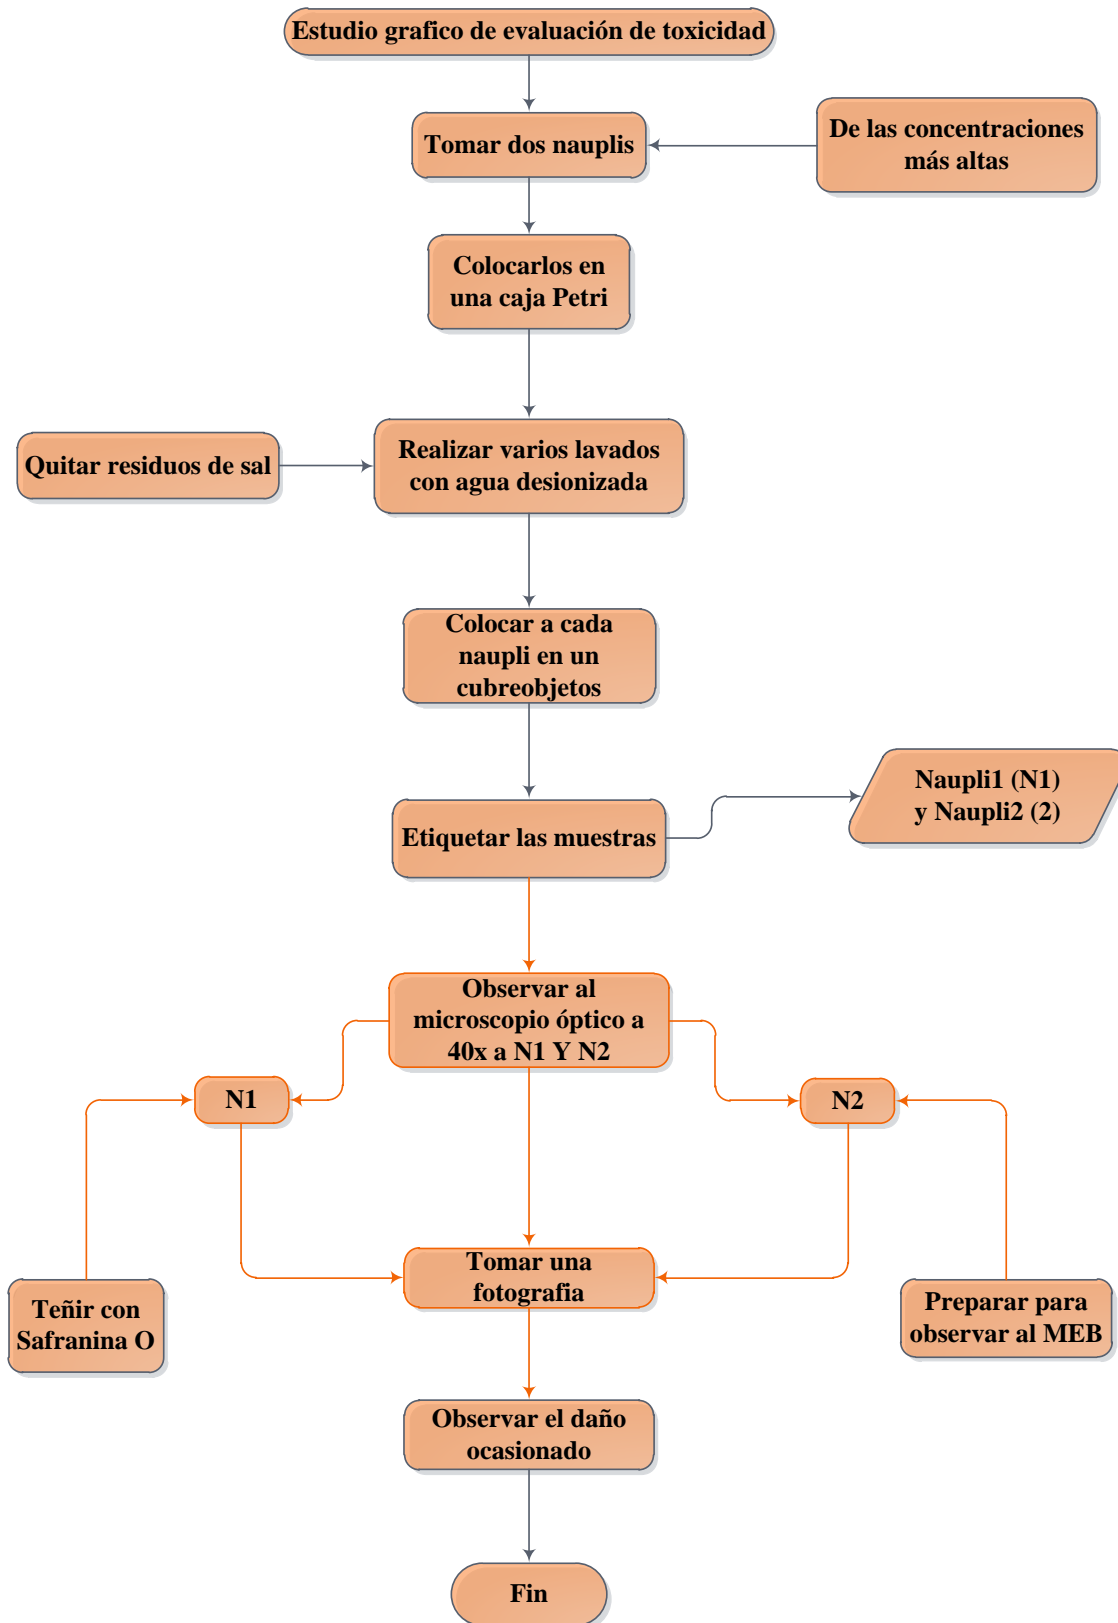 Estudio grafico de evaluación de toxicidad
Tomar dos nauplis
De las concentraciones
más altas
Colocarlos en
una caja Petri
Quitar residuos de sal
Realizar varios lavados
con agua desionizada
Colocar a cada
naupli en un
cubreobjetos
Etiquetar las muestras
Naupli1 (N1)
y Naupli2 (2)
Observar al
microscopio óptico a
40x a N1 Y N2
N1
N2
Tomar una
fotografia
Teñir con
Safranina O
Preparar para
observar al MEB
Observar el daño
ocasionado
Fin